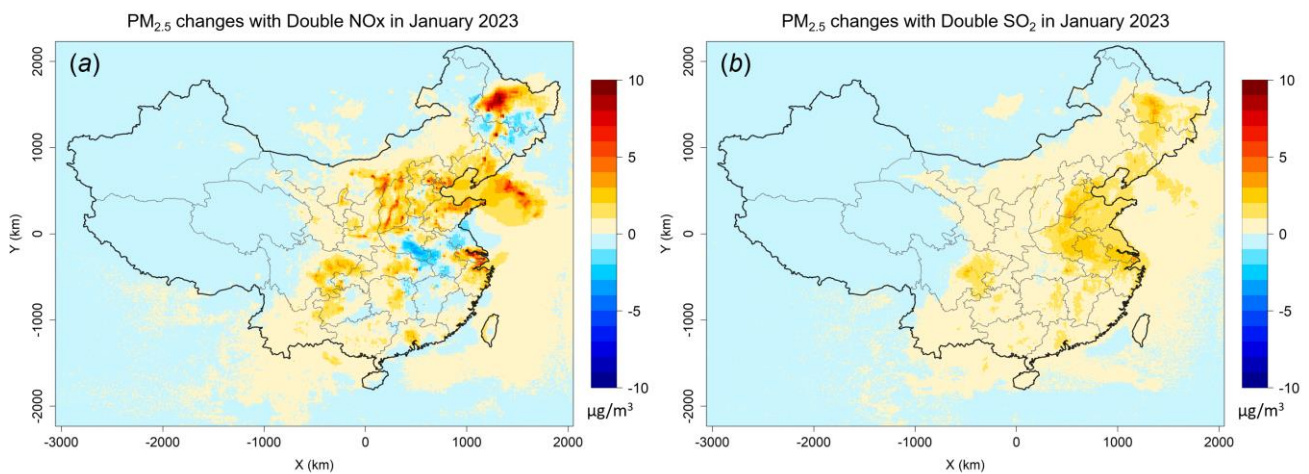 PM2.5 changes with Double NOx in January 2023
(a)
2000
1000
0
-1000
-2000
Y (km)
-3000 -2000 -1000 0 1000 2000
X (km)
10
5
0
-5
-10
μg/m³
PM2.5 changes with Double SO2 in January 2023
(b)
2000
1000
0
-1000
-2000
Y (km)
-3000 -2000 -1000 0 1000 2000
X (km)
10
5
0
-5
-10
μg/m³